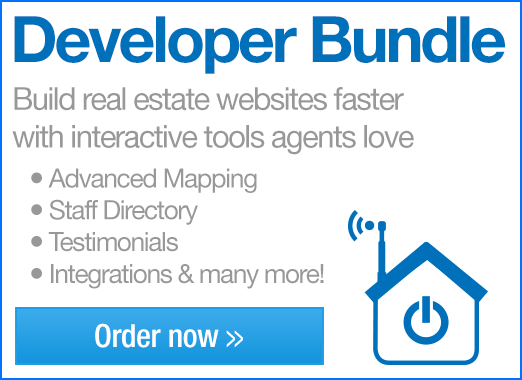 Developer Bundle
Build real estate websites faster
with interactive tools agents love
• Advanced Mapping
• Staff Directory
• Testimonials
• Integrations & many more!
Order now »